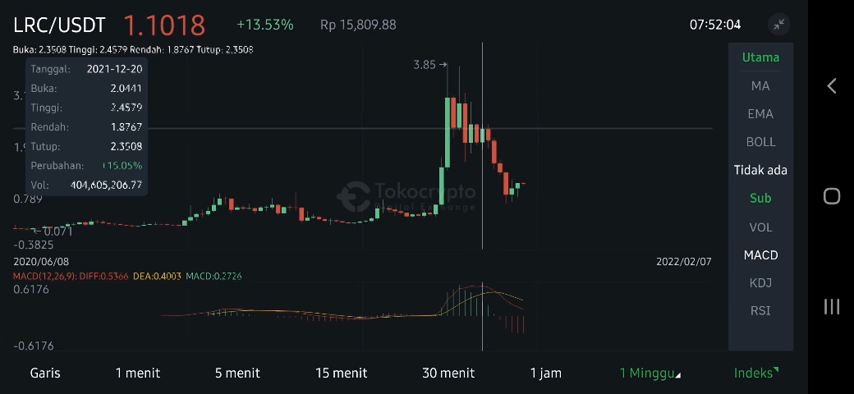 LRC/USDT 1.1018 +13.53% Rp 15,809.88 07:52:04
Buka: 2.3508 Tinggi: 2.4579 Rendah: 1.8767 Tutup: 2.3508
Tanggal: 2021-12-20
Buka: 2.0441
Tinggi: 2.4579
Rendah: 1.8767
Tutup: 2.3508
Perubahan: +15.05%
Vol: 404,605,206.77
3.85
0.789
0.071
-0.3825
Tokocrypto
Digital Exchange
2020/06/08 2022/02/07
MACD(12,26,9): DIFF:0.5366 DEA:0.4003 MACD:0.2726
0.6176
-0.6176
Utama
MA
EMA
BOLL
Tidak ada
Sub
VOL
MACD
KDJ
RSI
Garis 1 menit 5 menit 15 menit 30 menit 1 jam 1 Minggu Indeks